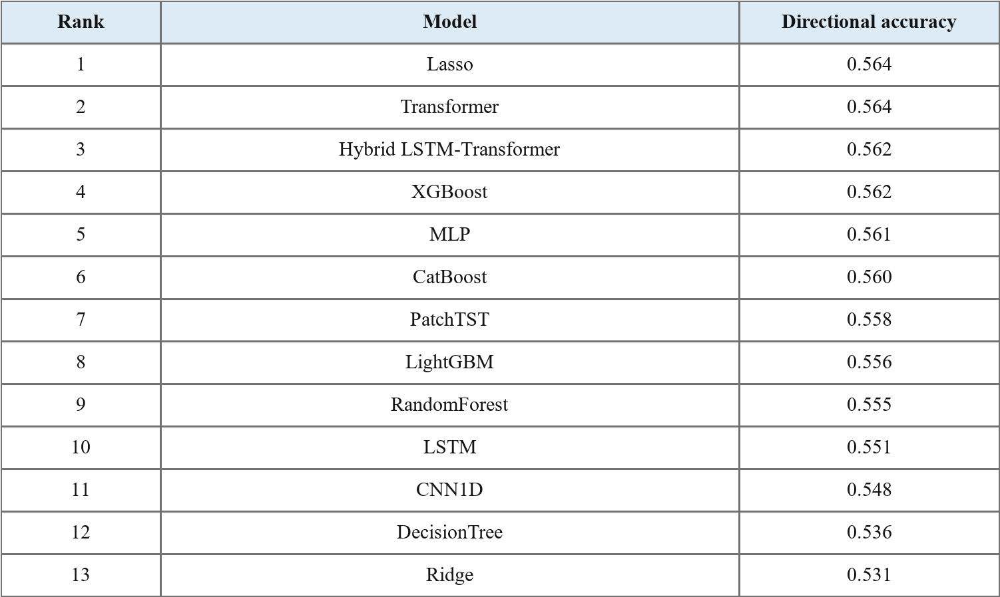 Rank Model Directional accuracy
1 Lasso 0.564
2 Transformer 0.564
3 Hybrid LSTM-Transformer 0.562
4 XGBoost 0.562
5 MLP 0.561
6 CatBoost 0.560
7 PatchTST 0.558
8 LightGBM 0.556
9 RandomForest 0.555
10 LSTM 0.551
11 CNN1D 0.548
12 DecisionTree 0.536
13 Ridge 0.531